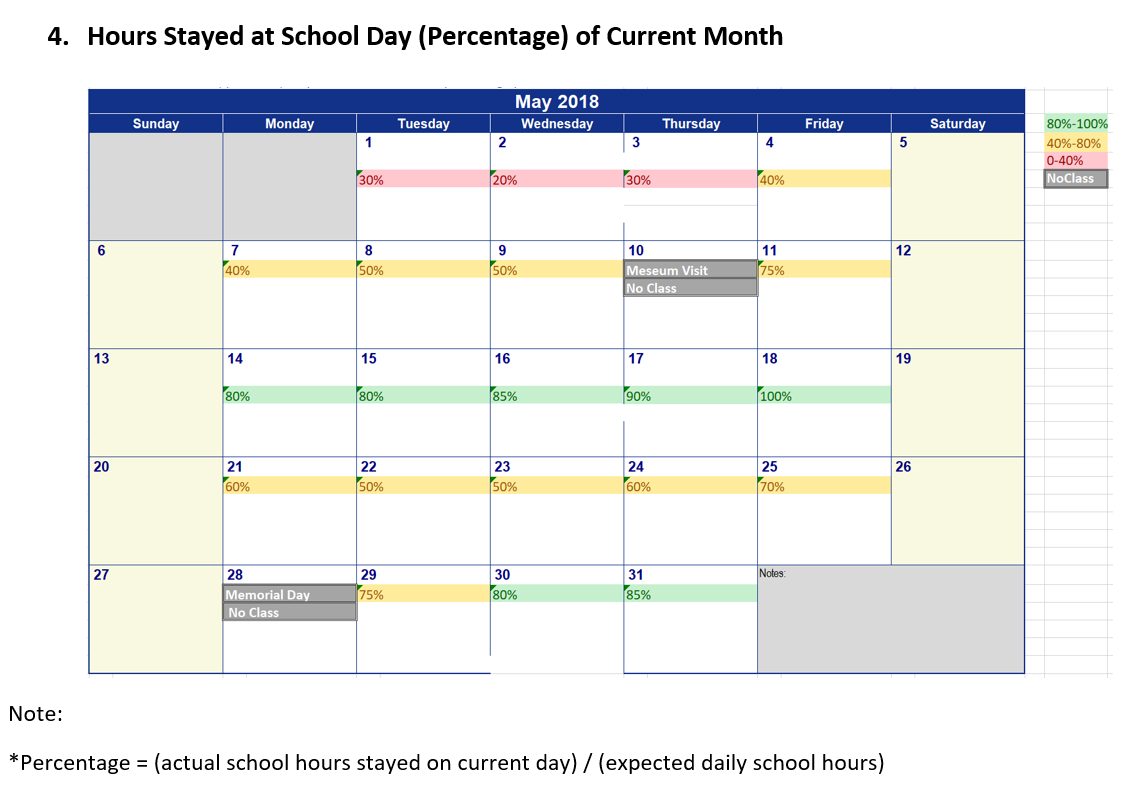 4. Hours Stayed at School Day (Percentage) of Current Month
May 2018
Sunday Monday Tuesday Wednesday Thursday Friday Saturday
80%-100%
40%-80%
0-40%
NoClass
1 2 3 4 5
30% 20% 30% 40%
6 7 8 9 10 11 12
40% 50% 50% Meseum Visit 75%
No Class
13 14 15 16 17 18 19
80% 80% 85% 90% 100%
20 21 22 23 24 25 26
60% 50% 50% 60% 70%
27 28 29 30 31 Notes:
Memorial Day 75% 80% 85%
No Class
Note:
*Percentage = (actual school hours stayed on current day) / (expected daily school hours)